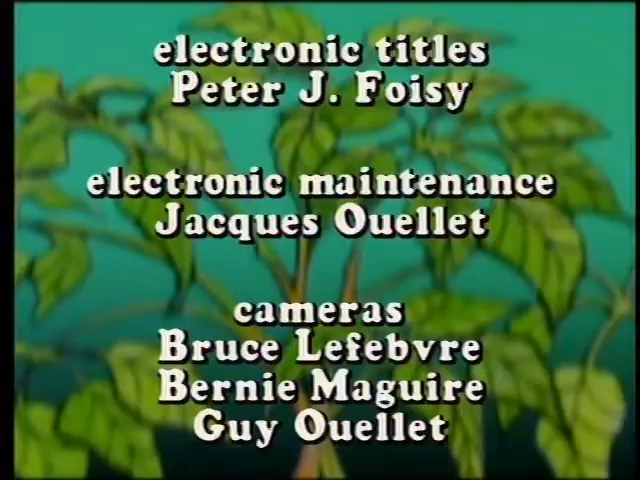 electronic titles
Peter J. Foisy
electronic maintenance
Jacques Ouellet
cameras
Bruce Lefebvre
Bernie Maguire
Guy Ouellet